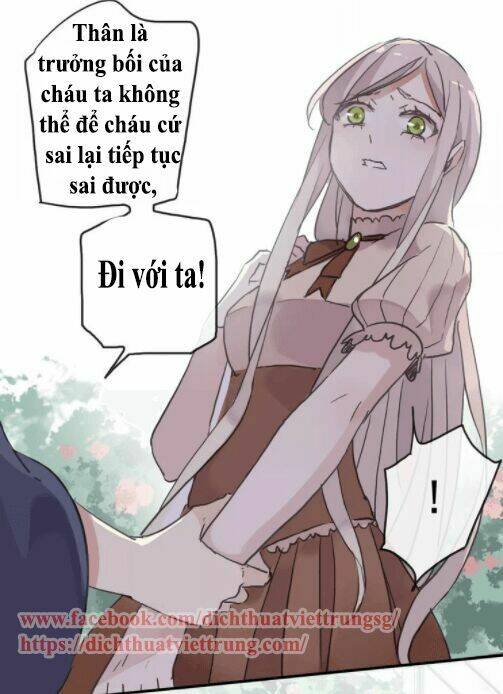 Thân là
trưởng bối của
cháu ta không
thể để cháu cứ
sai lại tiếp tục
sai được,
Đi với ta!
!
www.facebook.com/dichthuatviettrungsg/
https://dichthuatviettrung.com/